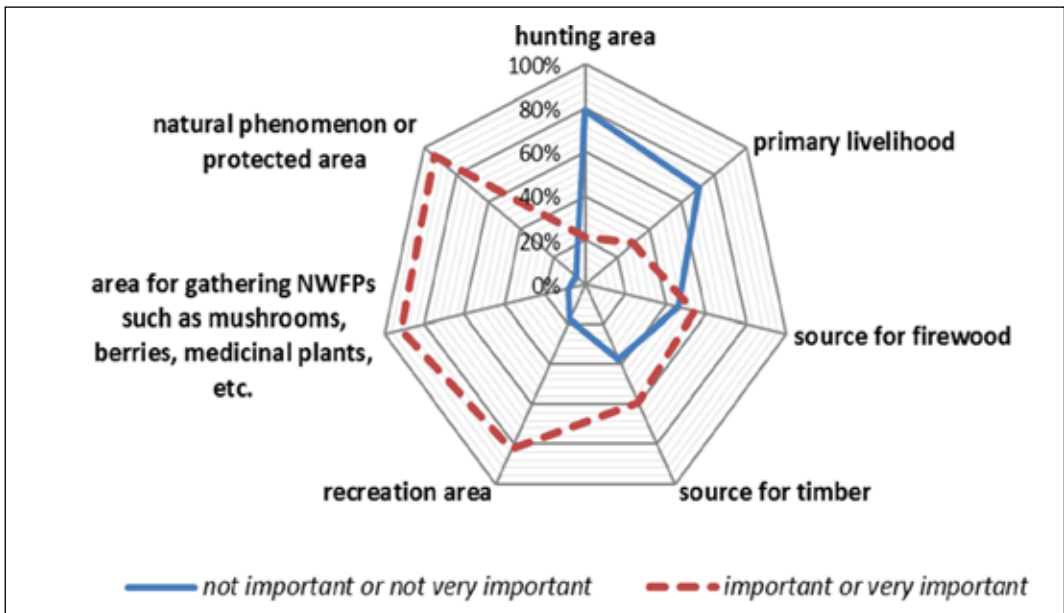 hunting area
100%
80%
60%
40%
20%
0%
primary livelihood
source for firewood
source for timber
recreation area
area for gathering NWFPs
such as mushrooms,
berries, medicinal plants,
etc.
natural phenomenon or
protected area
not important or not very important
important or very important